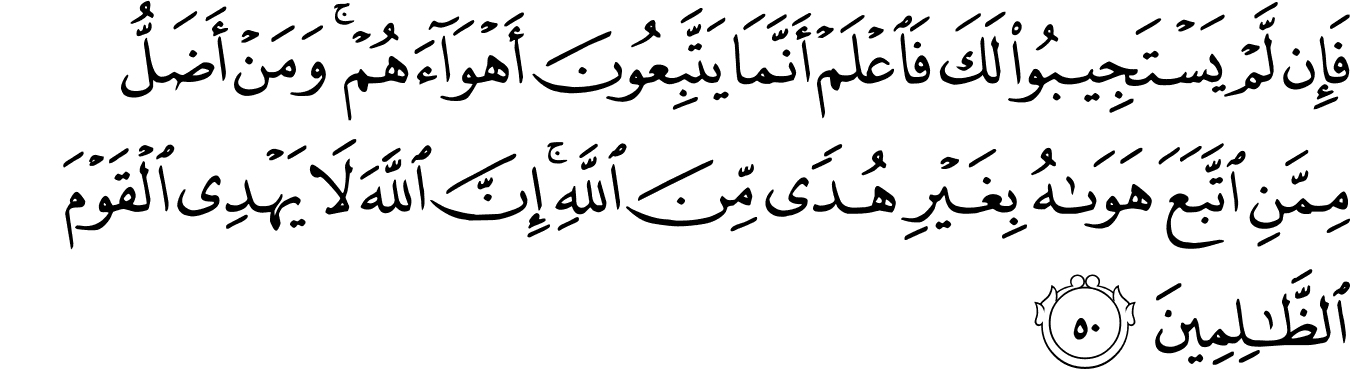 فَإِن لَّمْ يَسْتَجِيبُوا۟ لَكَ فَٱعْلَمْ أَنَّمَا يَتَّبِعُونَ أَهْوَآءَهُمْ ۚ وَمَنْ أَضَلُّ
مِمَّنِ ٱتَّبَعَ هَوَىٰهُ بِغَيْرِ هُدًى مِّنَ ٱللَّهِ ۚ إِنَّ ٱللَّهَ لَا يَهْدِى ٱلْقَوْمَ
ٱلظَّـٰلِمِينَ ٥٠